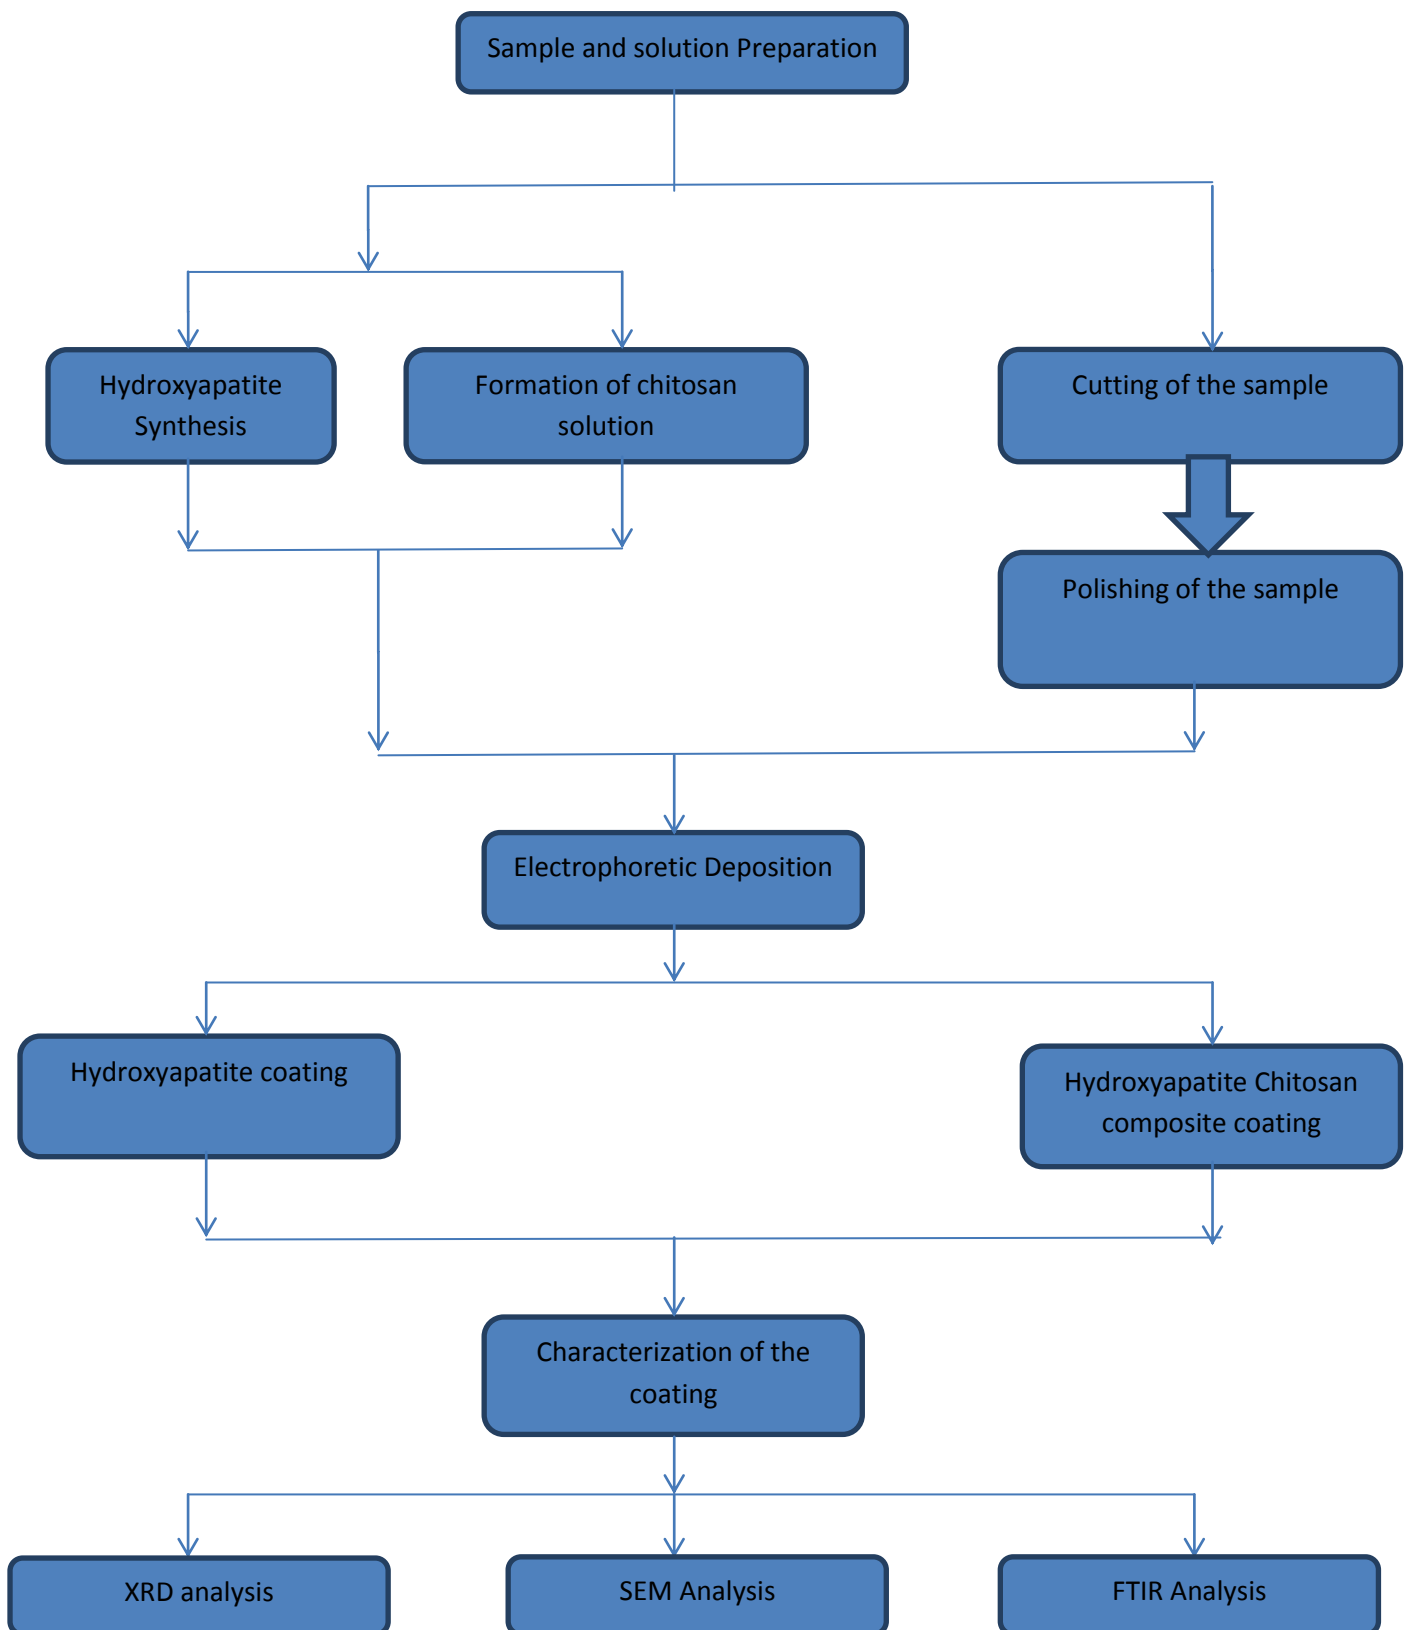 Sample and solution Preparation
Hydroxyapatite
Synthesis
Formation of chitosan
solution
Cutting of the sample
Polishing of the sample
Electrophoretic Deposition
Hydroxyapatite coating
Hydroxyapatite Chitosan
composite coating
Characterization of the
coating
XRD analysis
SEM Analysis
FTIR Analysis